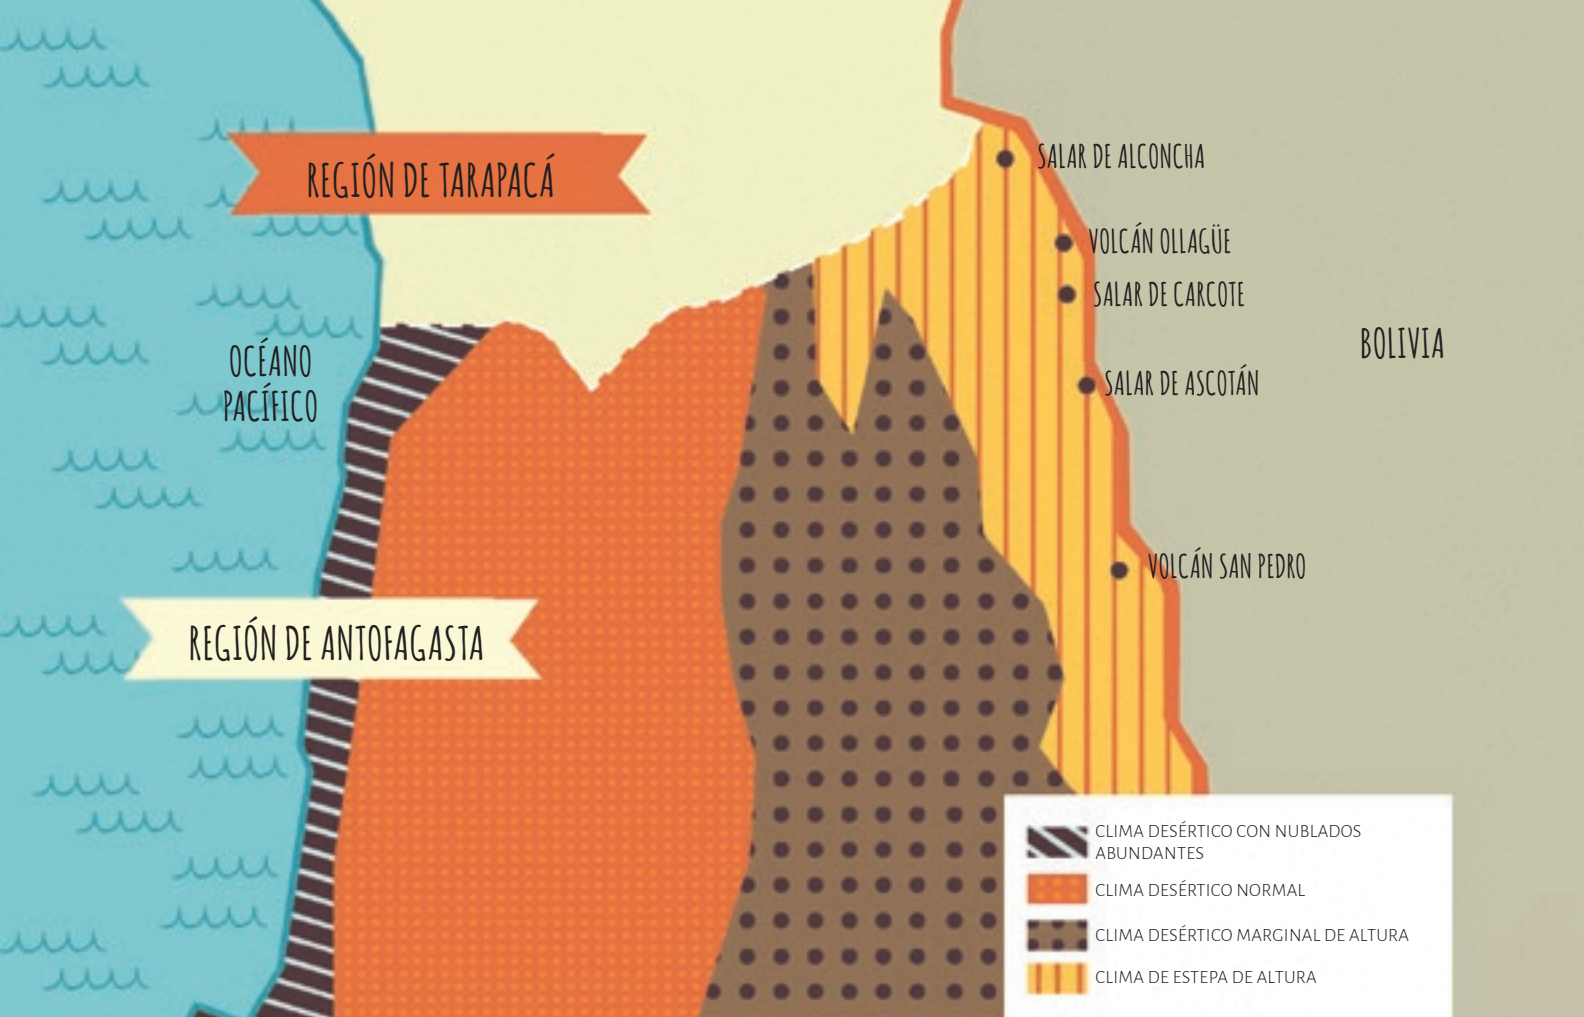 SALAR DE ALCONCHA
REGIÓN DE TARAPACÁ
VOLCÁN OLLAGÜE
SALAR DE CARCOTE
BOLIVIA
OCÉANO
PACÍFICO
SALAR DE ASCOTÁN
VOLCÁN SAN PEDRO
REGIÓN DE ANTOFAGASTA
CLIMA DESÉRTICO CON NUBLADOS
ABUNDANTES
CLIMA DESÉRTICO NORMAL
CLIMA DESÉRTICO MARGINAL DE ALTURA
CLIMA DE ESTEPA DE ALTURA